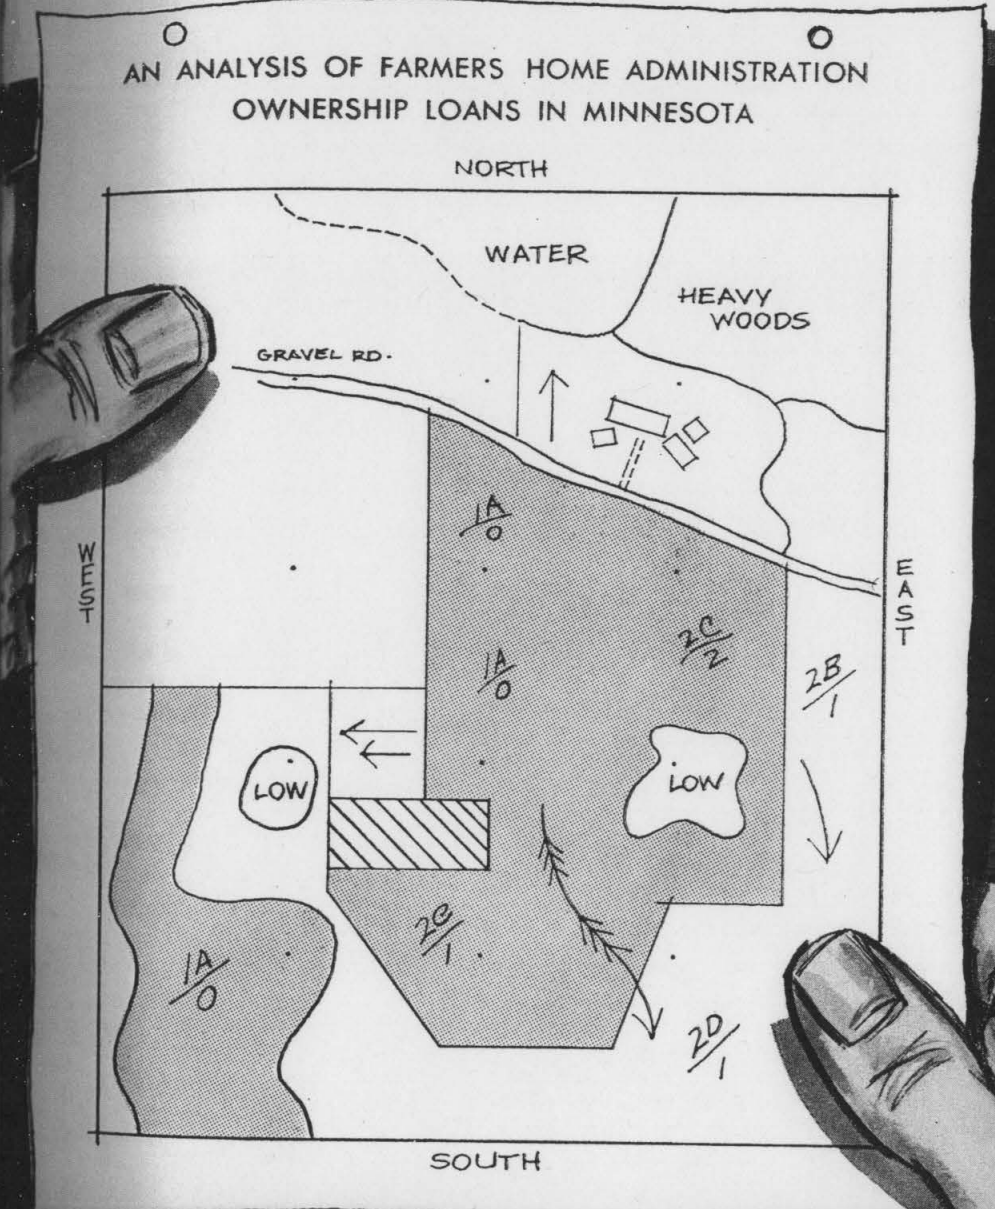 AN ANALYSIS OF FARMERS HOME ADMINISTRATION
OWNERSHIP LOANS IN MINNESOTA
NORTH
WATER
HEAVY
WOODS
GRAVEL RD.
1A/0
WEST
EAST
1A/0
2C/2
2B/1
LOW
LOW
2C/1
1A/0
2D/1
SOUTH